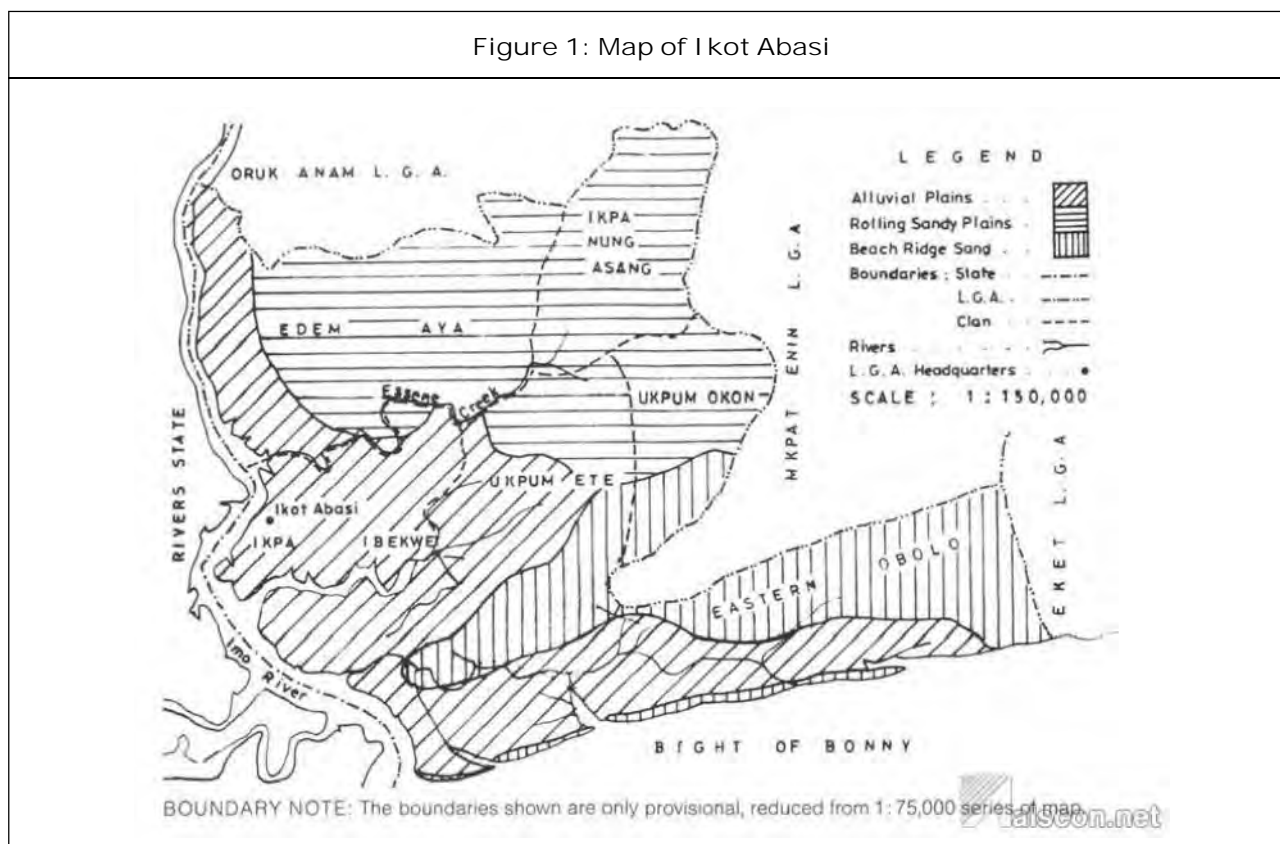 Figure 1: Map of Ikot Abasi
ORUK ANAM L. G. A.
IKPA
NUNG
ASANG
EDEM AYA
Essene Creek
UKPUM OKON
MKPAT ENIN L. G. A
LEGEND
Alluvial Plains . . .
Rolling Sandy Plains .
Beach Ridge Sand . .
Boundaries : State . .
L.G.A. . .
Clan . .
Rivers . . . . . .
L.G.A. Headquarters . . .
SCALE : 1 : 150,000
RIVERS STATE
Ikot Abasi
IKPA
IBEKWE
UKPUM ETE
EASTERN OBOLO
EKET L.G.A
Imo River
BIGHT OF BONNY
BOUNDARY NOTE: The boundaries shown are only provisional, reduced from 1:75,000 series of map.
alscon.net